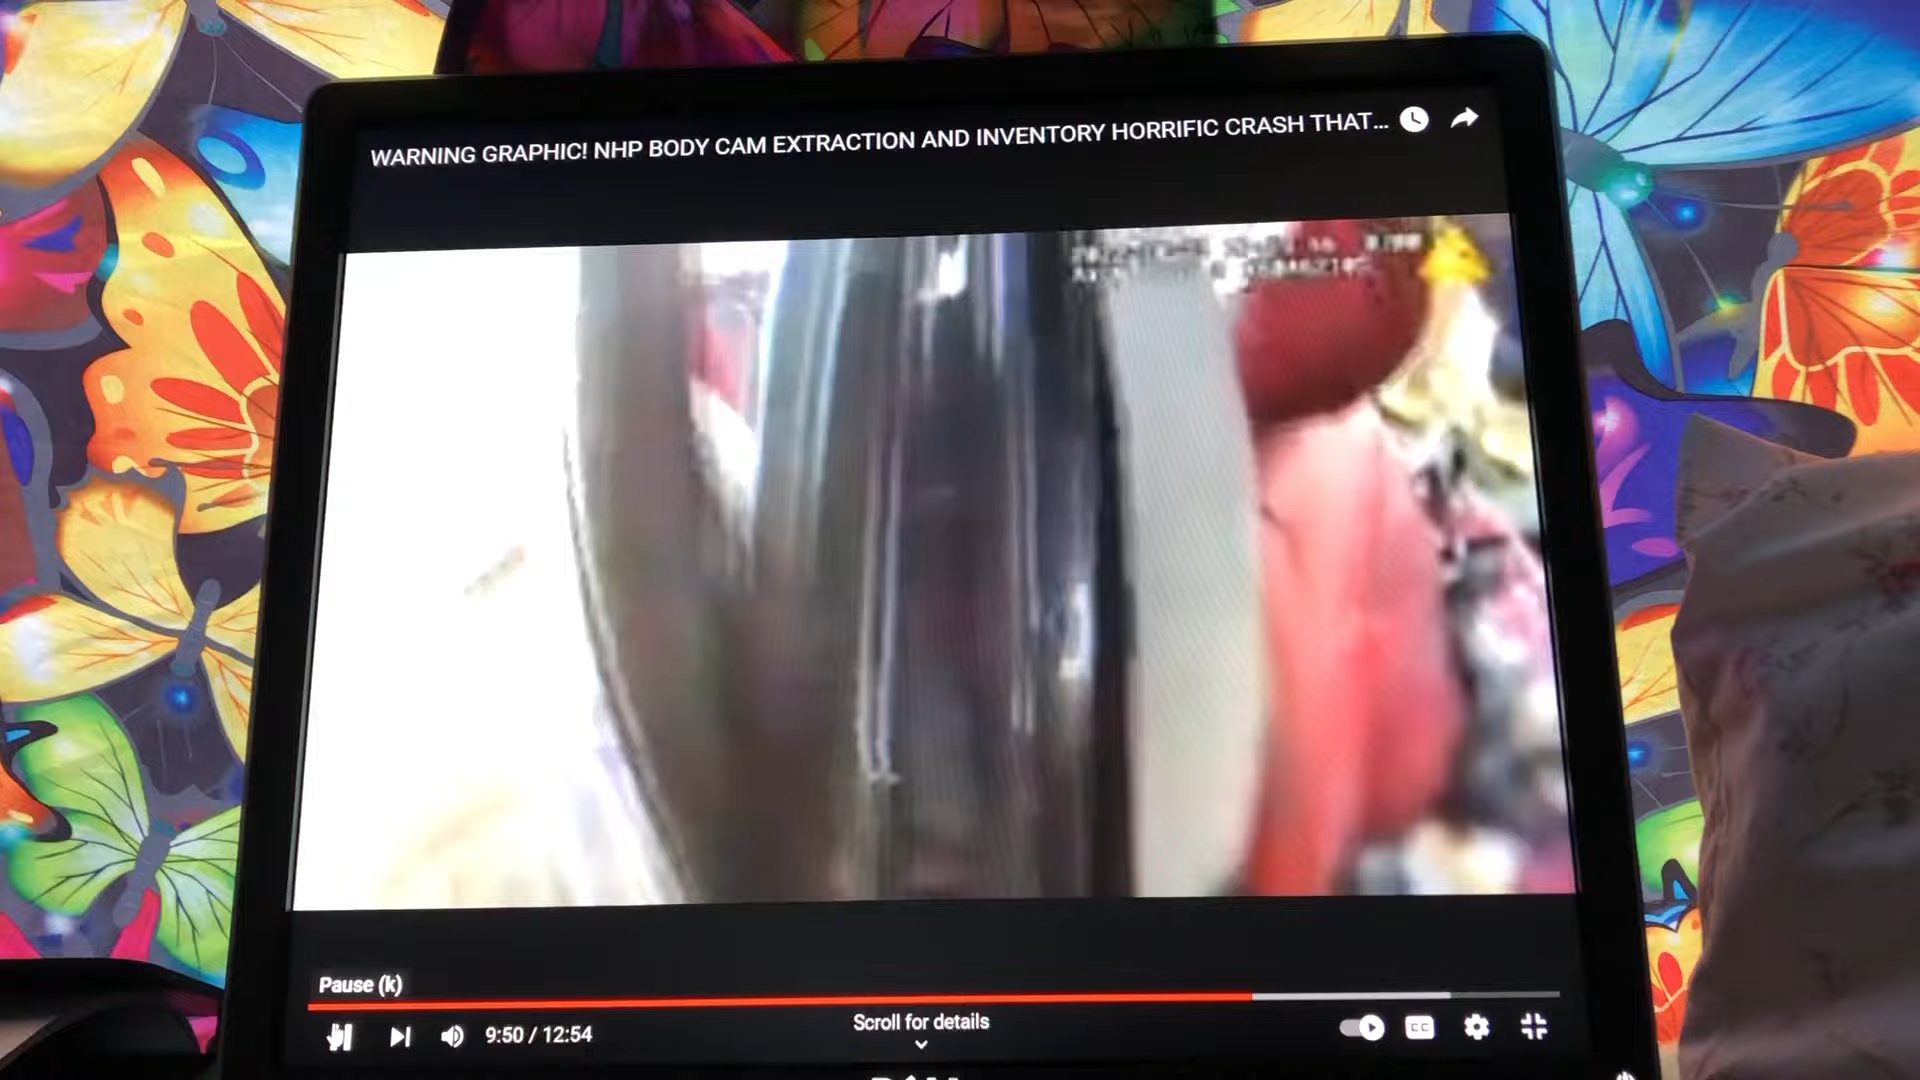 WARNING GRAPHIC! NHP BODY CAM EXTRACTION AND INVENTORY HORRIFIC CRASH THAT...
Pause (k)
9:50 / 12:54
Scroll for details
CC